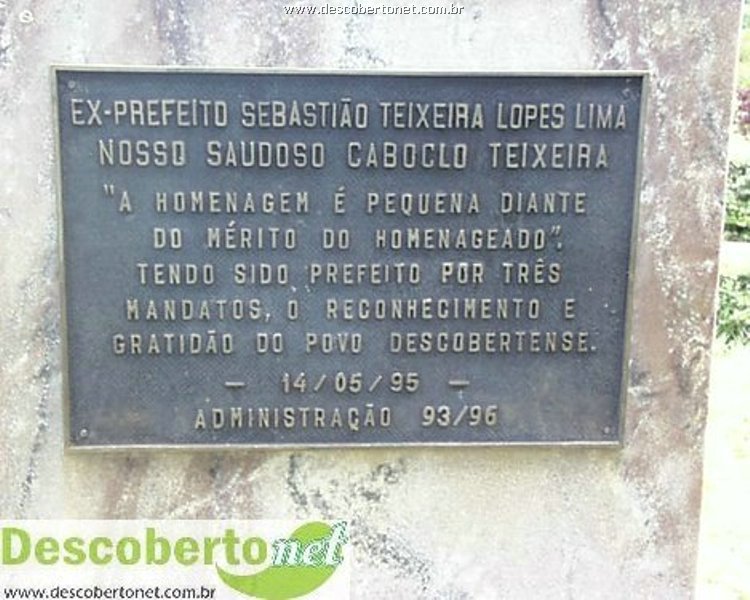 www.descobertonet.com.br
EX-PREFEITO SEBASTIÃO TEIXEIRA LOPES LIMA
NOSSO SAUDOSO CABOCLO TEIXEIRA
"A HOMENAGEM É PEQUENA DIANTE
DO MÉRITO DO HOMENAGEADO".
TENDO SIDO PREFEITO POR TRÊS
MANDATOS, O RECONHECIMENTO E
GRATIDÃO DO POVO DESCOBERTENSE.
— 14/05/95 —
ADMINISTRAÇÃO 93/96
Descobertonet
www.descobertonet.com.br